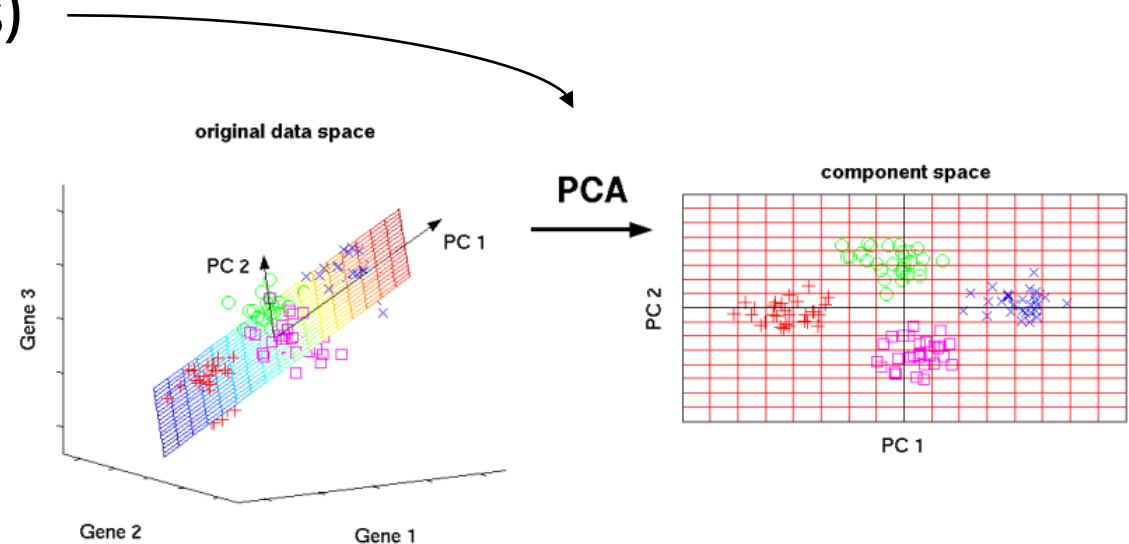 s)
original data space
PCA
component space
PC 1
PC 2
Gene 3
PC 2
Gene 2
Gene 1
PC 1